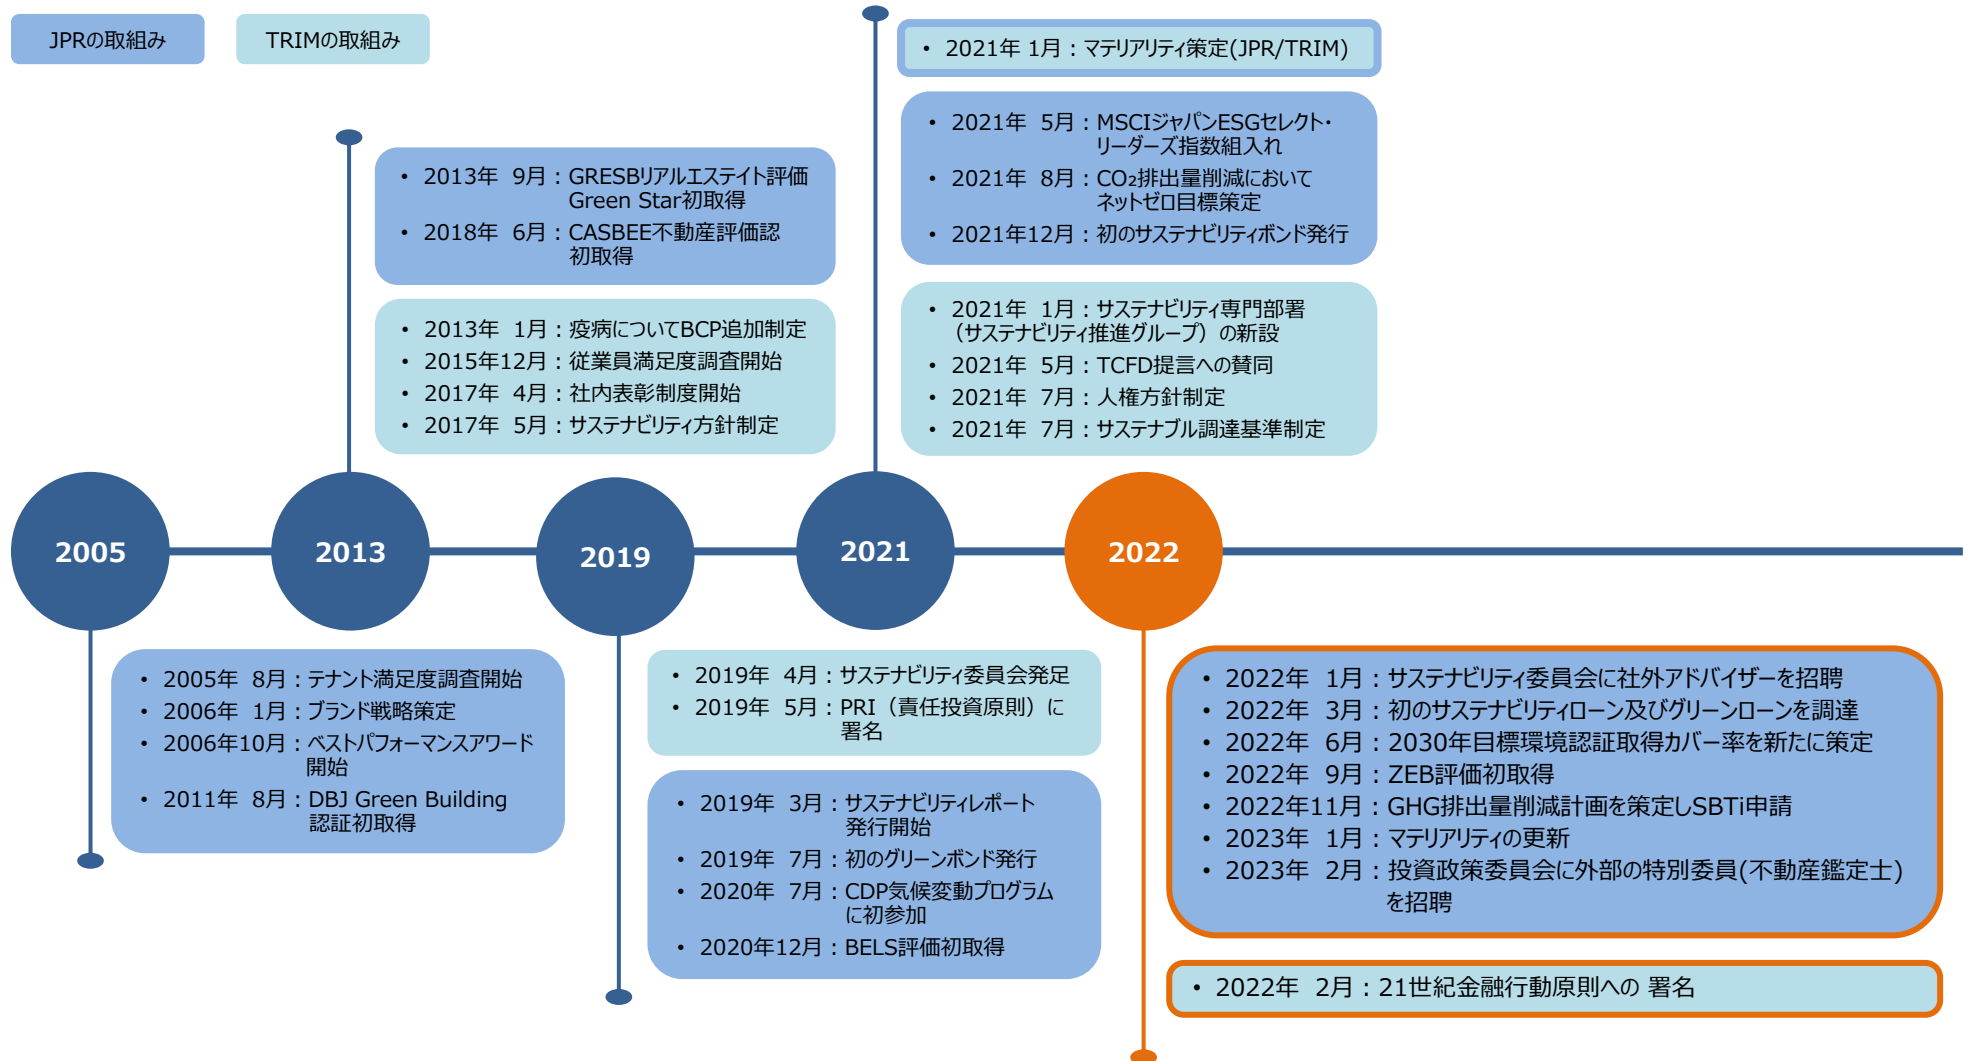 JPRの取組み
TRIMの取組み
• 2013年 9月：GRESBリアルエステイト評価
Green Star初取得
• 2018年 6月：CASBEE不動産評価認
初取得
• 2013年 1月：疫病についてBCP追加制定
• 2015年12月：従業員満足度調査開始
• 2017年 4月：社内表彰制度開始
• 2017年 5月：サステナビリティ方針制定
• 2021年 1月：マテリアリティ策定(JPR/TRIM)
• 2021年 5月：MSCIジャパンESGセレクト・
リーダーズ指数組入れ
• 2021年 8月：CO₂排出量削減において
ネットゼロ目標策定
• 2021年12月：初のサステナビリティボンド発行
• 2021年 1月：サステナビリティ専門部署
（サステナビリティ推進グループ）の新設
• 2021年 5月：TCFD提言への賛同
• 2021年 7月：人権方針制定
• 2021年 7月：サステナブル調達基準制定
2005
2013
2019
2021
2022
• 2005年 8月：テナント満足度調査開始
• 2006年 1月：ブランド戦略策定
• 2006年10月：ベストパフォーマンスアワード
開始
• 2011年 8月：DBJ Green Building
認証初取得
• 2019年 4月：サステナビリティ委員会発足
• 2019年 5月：PRI（責任投資原則）に
署名
• 2019年 3月：サステナビリティレポート
発行開始
• 2019年 7月：初のグリーンボンド発行
• 2020年 7月：CDP気候変動プログラム
に初参加
• 2020年12月：BELS評価初取得
• 2022年 1月：サステナビリティ委員会に社外アドバイザーを招聘
• 2022年 3月：初のサステナビリティローン及びグリーンローンを調達
• 2022年 6月：2030年目標環境認証取得カバー率を新たに策定
• 2022年 9月：ZEB評価初取得
• 2022年11月：GHG排出量削減計画を策定しSBTi申請
• 2023年 1月：マテリアリティの更新
• 2023年 2月：投資政策委員会に外部の特別委員(不動産鑑定士)
を招聘
• 2022年 2月：21世紀金融行動原則への 署名